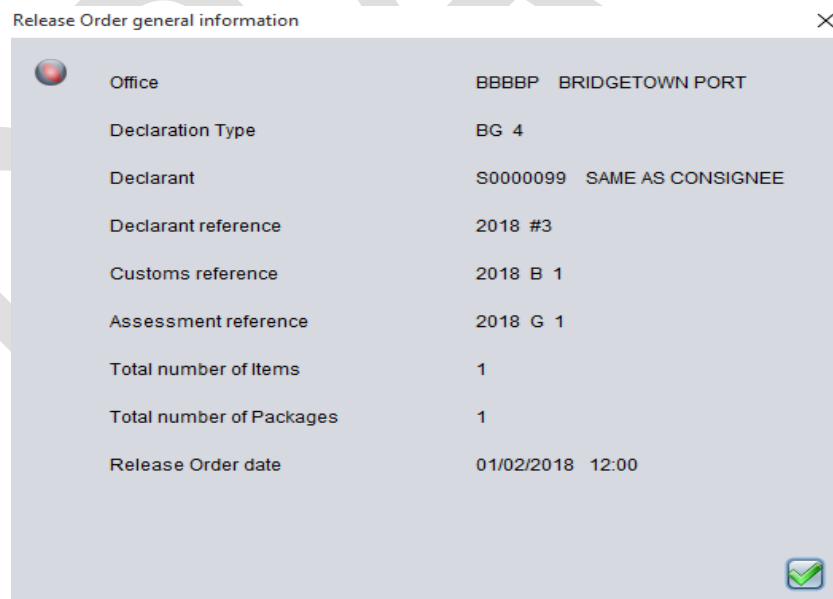 Release Order general information
Office BBBBP BRIDGETOWN PORT
Declaration Type BG 4
Declarant S0000099 SAME AS CONSIGNEE
Declarant reference 2018 #3
Customs reference 2018 B 1
Assessment reference 2018 G 1
Total number of Items 1
Total number of Packages 1
Release Order date 01/02/2018 12:00